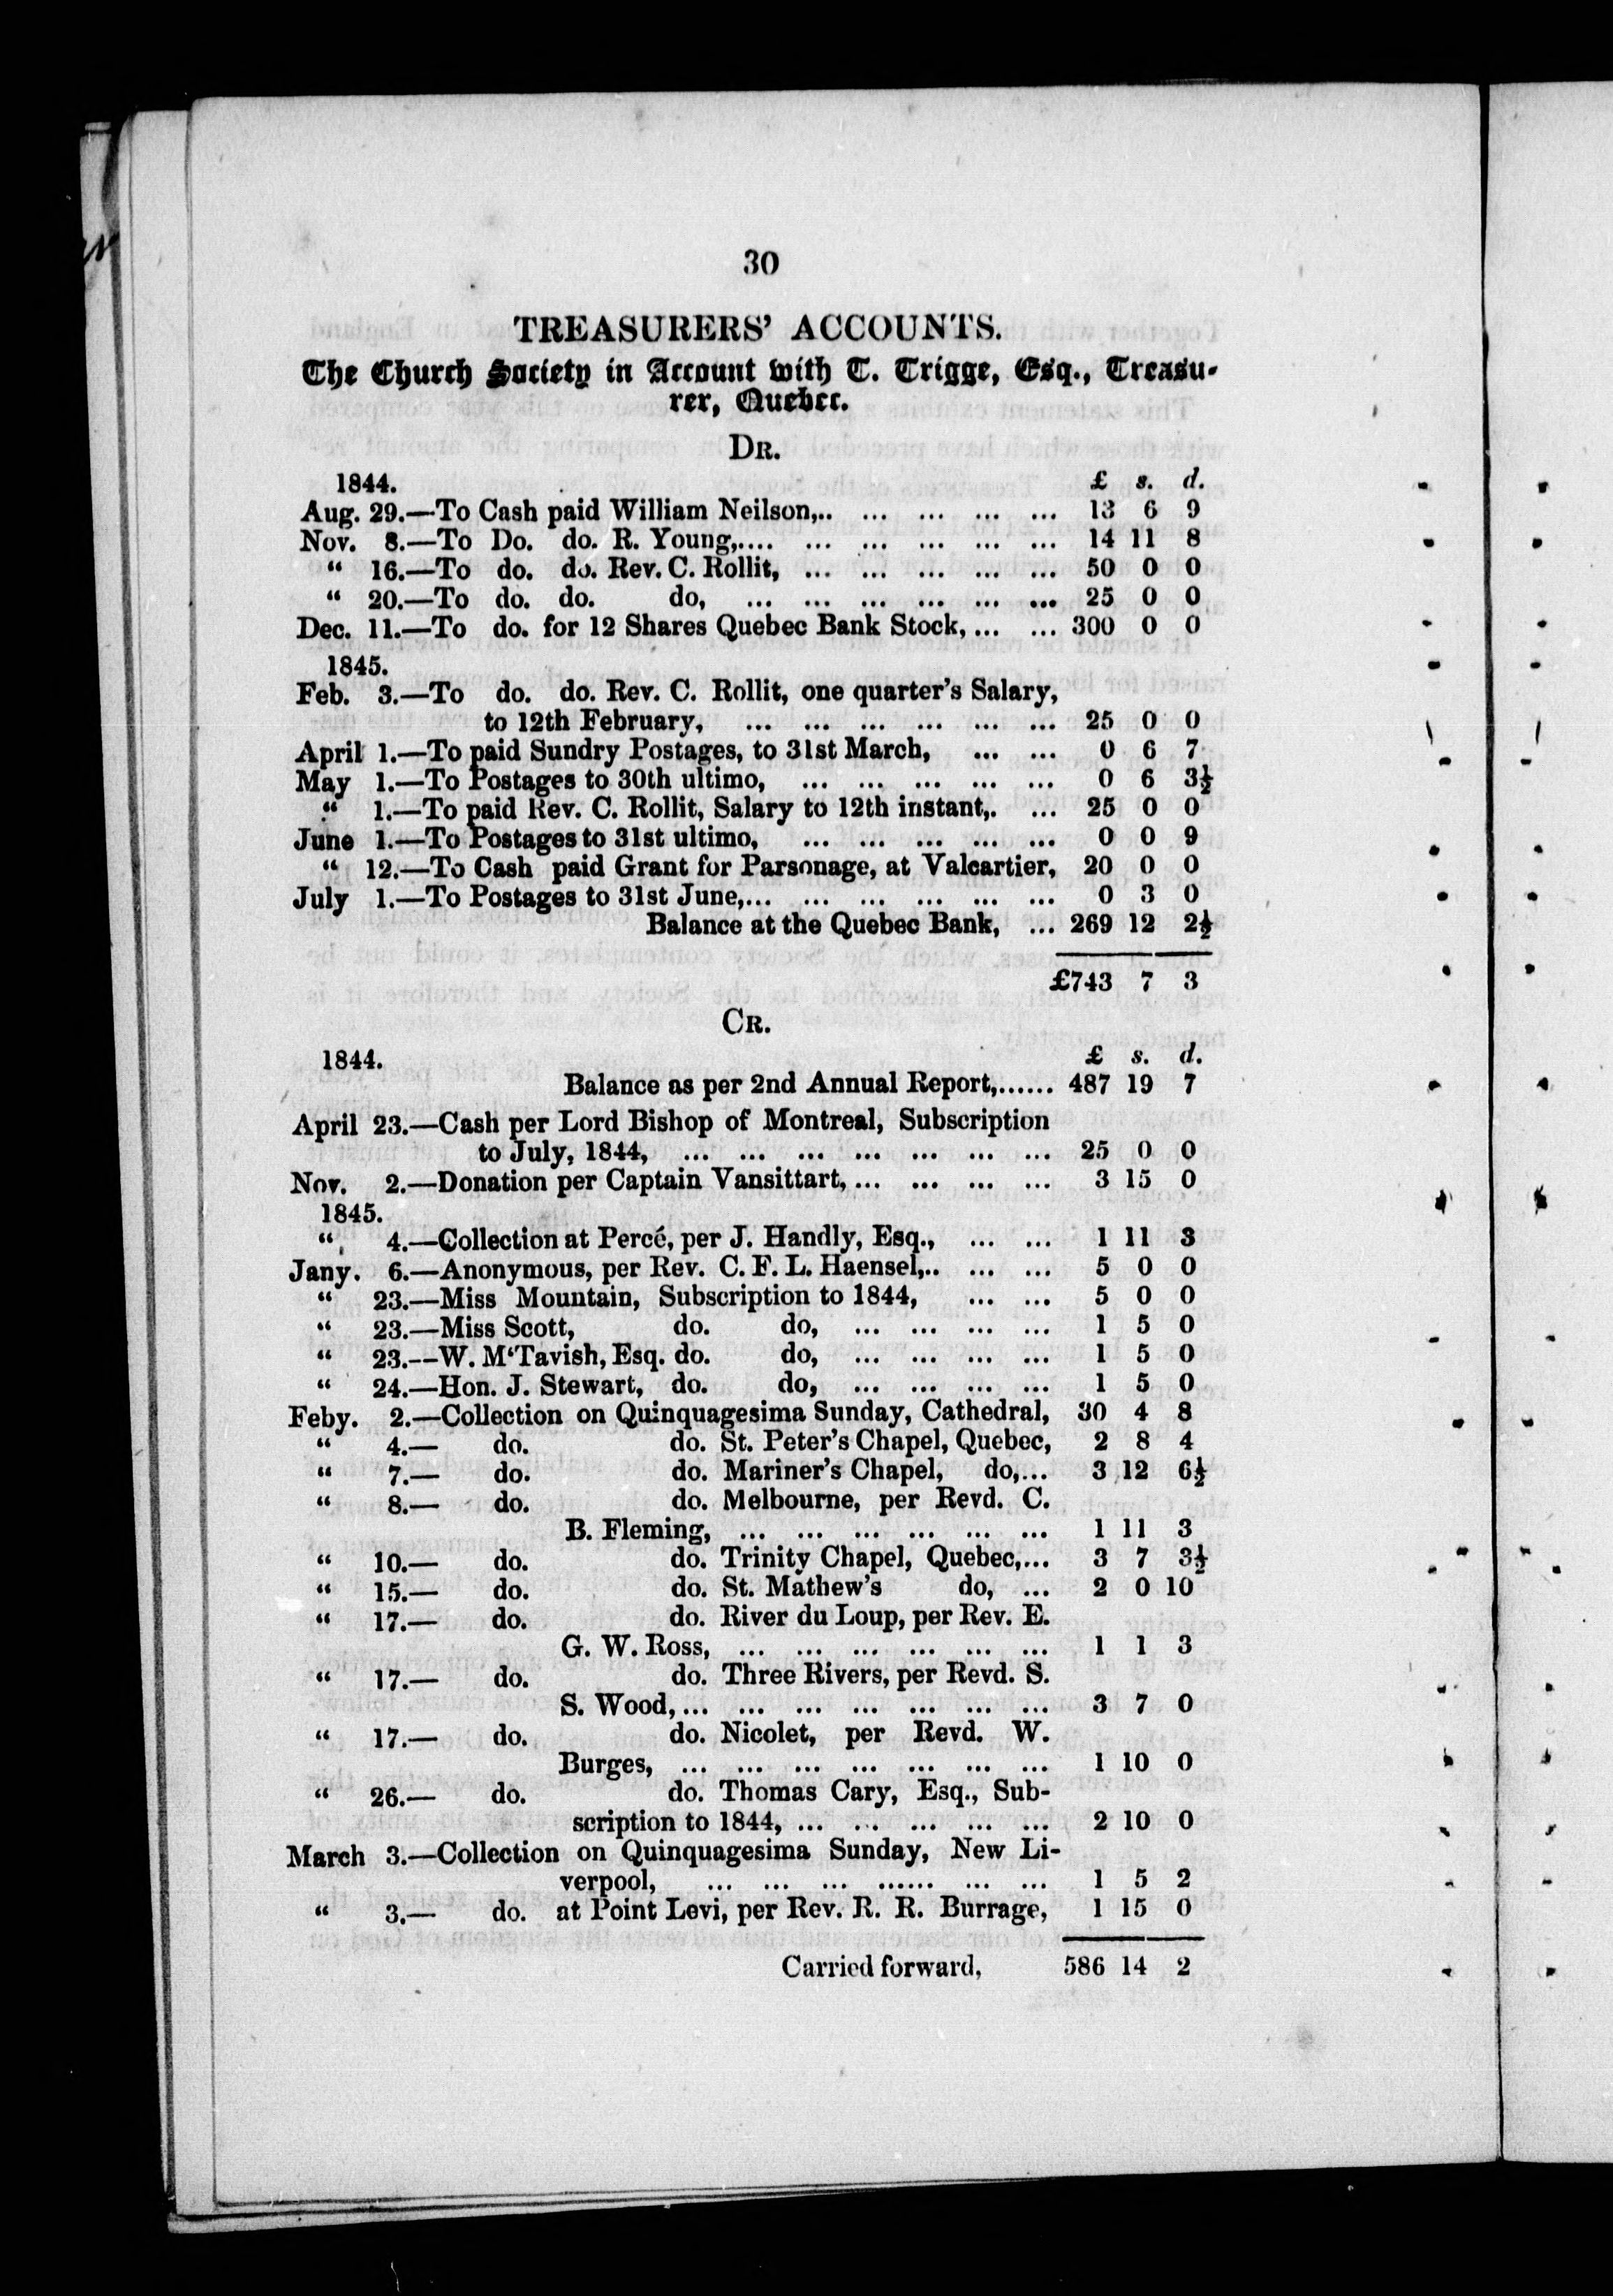 30
TREASURERS' ACCOUNTS.
The Church Society in Account with T. Trigge, Esq., Treasu-
rer, Quebec.
DR.
1844. £ s. d.
Aug. 29.—To Cash paid William Neilson,.. ... ... ... ... ... 13 6 9
Nov. 8.—To Do. do. R. Young,.... ... ... ... ... ... 14 11 8
" 16.—To do. do. Rev. C. Rollit, ... ... ... ... ... 50 0 0
" 20.—To do. do. do, ... ... ... ... ... ... 25 0 0
Dec. 11.—To do. for 12 Shares Quebec Bank Stock, ... ... 300 0 0
1845.
Feb. 3.—To do. do. Rev. C. Rollit, one quarter's Salary,
to 12th February, ... ... ... ... ... ... 25 0 0
April 1.—To paid Sundry Postages, to 31st March, ... ... 0 6 7
May 1.—To Postages to 30th ultimo, ... ... ... ... ... 0 6 3½
" 1.—To paid Rev. C. Rollit, Salary to 12th instant,. ... 25 0 0
June 1.—To Postages to 31st ultimo, ... ... ... ... ... 0 0 9
" 12.—To Cash paid Grant for Parsonage, at Valcartier, 20 0 0
July 1.—To Postages to 31st June,... ... ... ... ... ... 0 3 0
Balance at the Quebec Bank, ... 269 12 2½
£743 7 3
CR.
1844. £ s. d.
Balance as per 2nd Annual Report,...... 487 19 7
April 23.—Cash per Lord Bishop of Montreal, Subscription
to July, 1844, ... ... ... ... ... ... ... 25 0 0
Nov. 2.—Donation per Captain Vansittart, ... ... ... ... 3 15 0
1845.
" 4.—Collection at Percé, per J. Handly, Esq., ... ... 1 11 3
Jany. 6.—Anonymous, per Rev. C. F. L. Haensel,.. ... ... 5 0 0
" 23.—Miss Mountain, Subscription to 1844, ... ... 5 0 0
" 23.—Miss Scott, do. do, ... ... ... ... 1 5 0
" 23.—W. M'Tavish, Esq. do. do, ... ... ... ... 1 5 0
" 24.—Hon. J. Stewart, do. do, ... ... ... ... 1 5 0
Feby. 2.—Collection on Quinquagesima Sunday, Cathedral, 30 4 8
" 4.— do. do. St. Peter's Chapel, Quebec, 2 8 4
" 7.— do. do. Mariner's Chapel, do,... 3 12 6½
" 8.— do. do. Melbourne, per Revd. C.
B. Fleming, ... ... ... ... ... ... 1 11 3
" 10.— do. do. Trinity Chapel, Quebec,... 3 7 3½
" 15.— do. do. St. Mathew's do, ... 2 0 10
" 17.— do. do. River du Loup, per Rev. E.
G. W. Ross, ... ... ... ... ... ... 1 1 3
" 17.— do. do. Three Rivers, per Revd. S.
S. Wood, ... ... ... ... ... ... ... 3 7 0
" 17.— do. do. Nicolet, per Revd. W.
Burges, ... ... ... ... ... ... ... 1 10 0
" 26.— do. do. Thomas Cary, Esq., Sub-
scription to 1844, ... ... ... ... ... 2 10 0
March 3.—Collection on Quinquagesima Sunday, New Li-
verpool, ... ... ... ...... ... ... 1 5 2
" 3.— do. at Point Levi, per Rev. R. R. Burrage, 1 15 0
Carried forward, 586 14 2